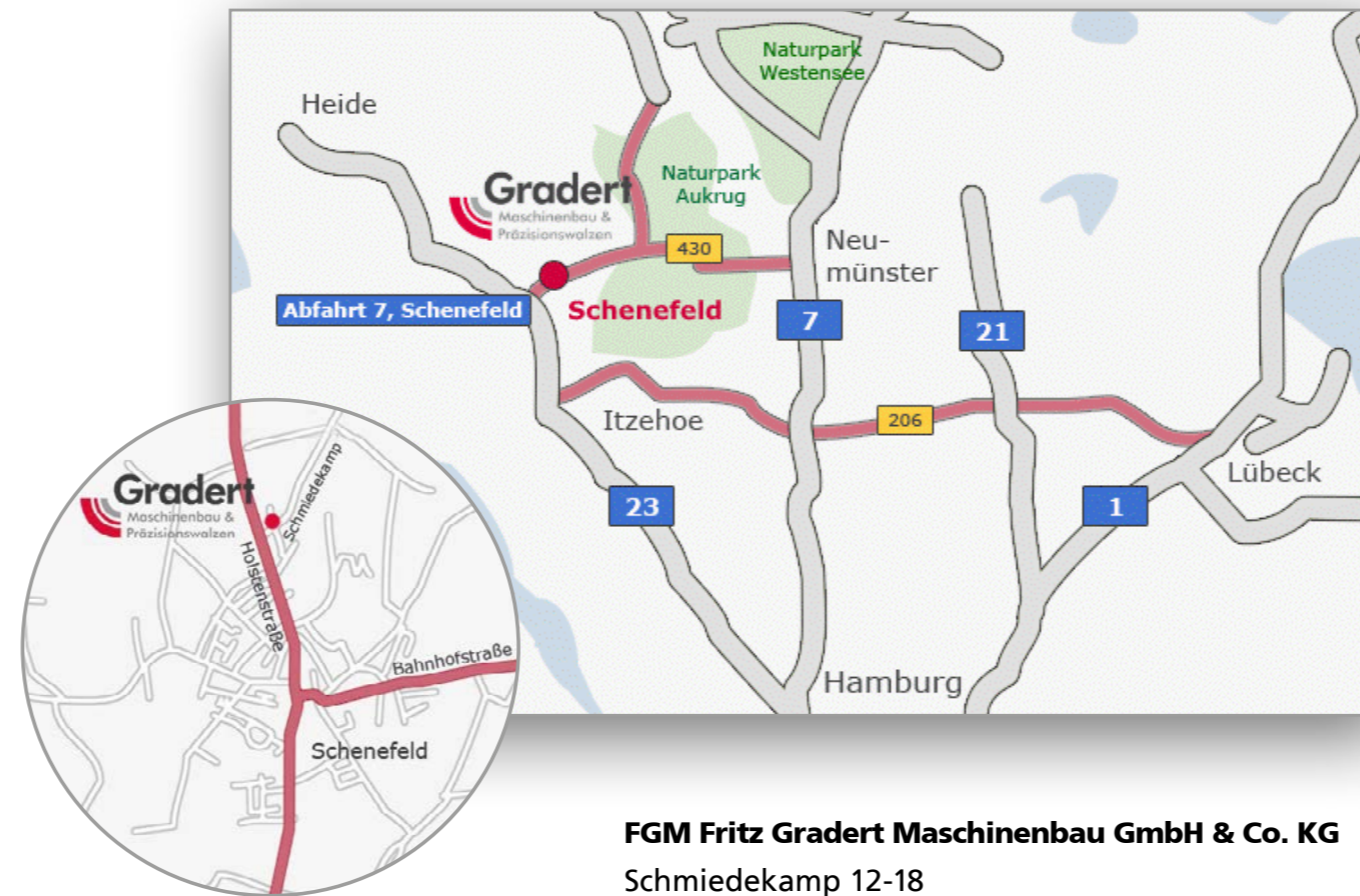 Naturpark
Westensee
Heide
Naturpark
Aukrug
Gradert
Maschinenbau &
Präzisionswalzen
430
Neu-
münster
Abfahrt 7, Schenefeld
Schenefeld
7
21
Itzehoe
206
Lübeck
23
1
Hamburg
Gradert
Maschinenbau &
Präzisionswalzen
Schmiedekamp
Holstenstraße
Bahnhofstraße
Schenefeld
FGM Fritz Gradert Maschinenbau GmbH & Co. KG
Schmiedekamp 12-18